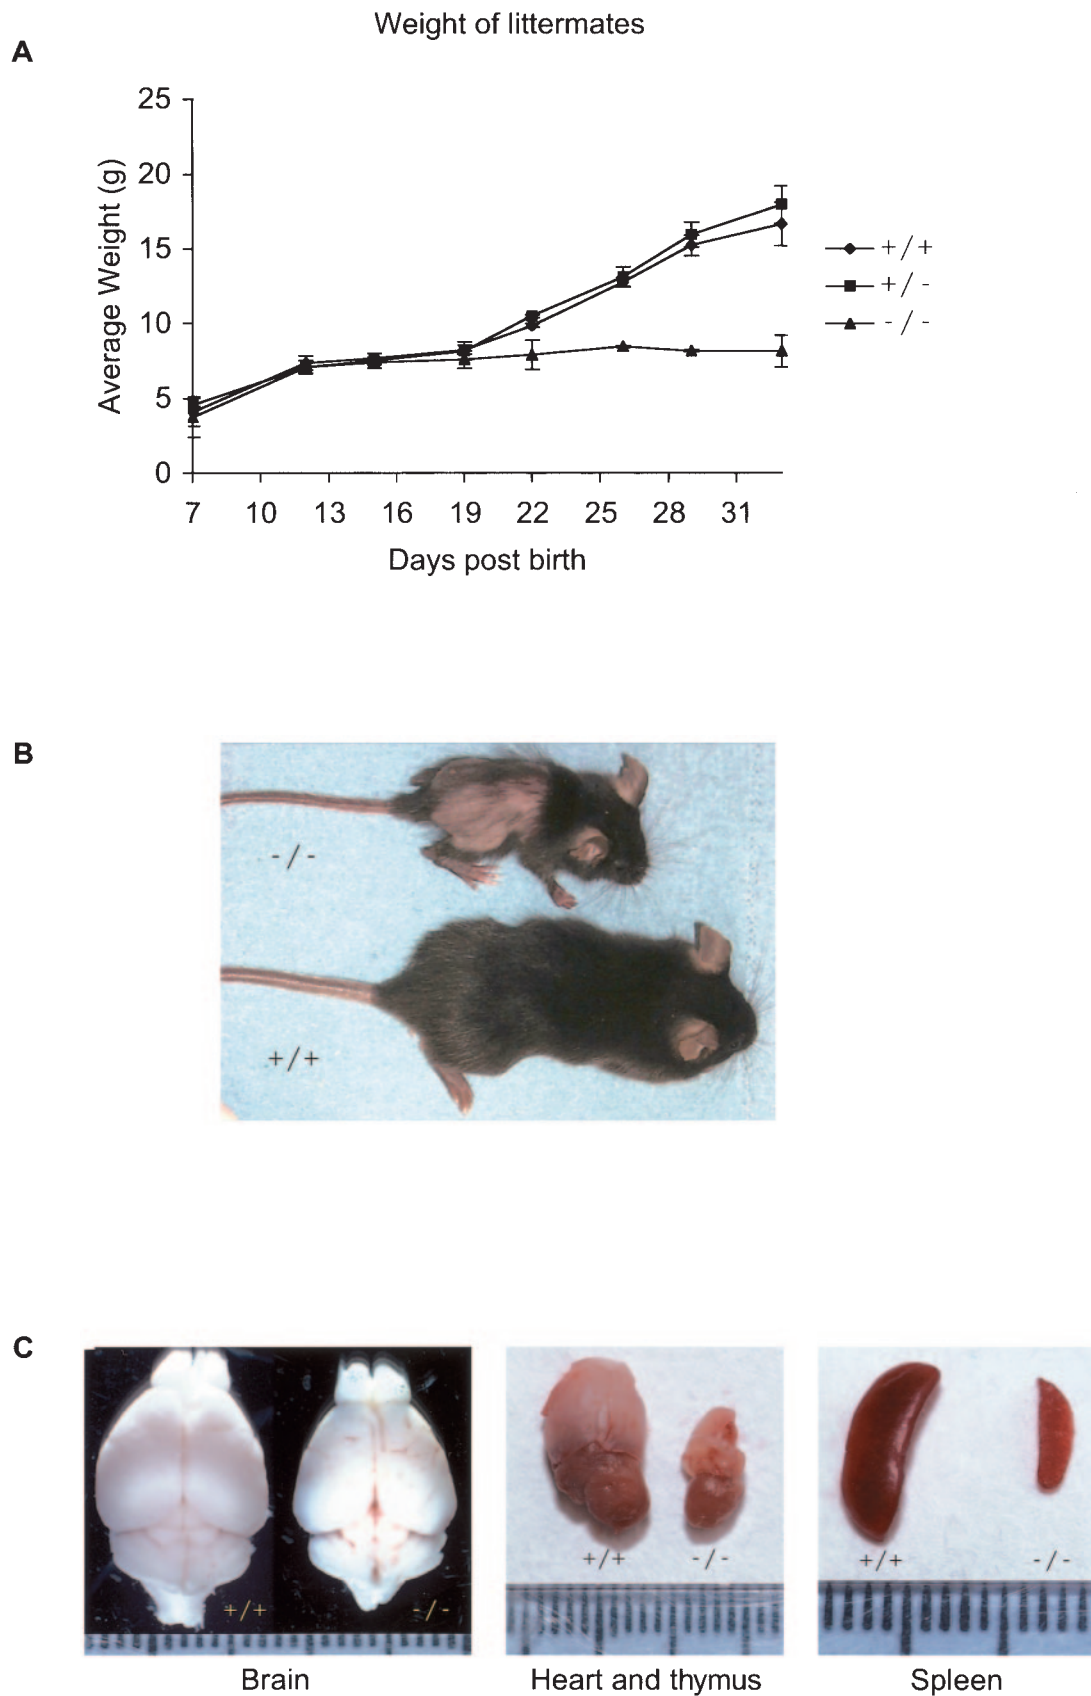 Weight of littermates
A
25
20
15
10
5
0
Average Weight (g)
7 10 13 16 19 22 25 28 31
Days post birth
+/+
+/-
-/-
B
-/-
+/+
C
+/+ -/-
+/+ -/-
+/+ -/-
Brain Heart and thymus Spleen